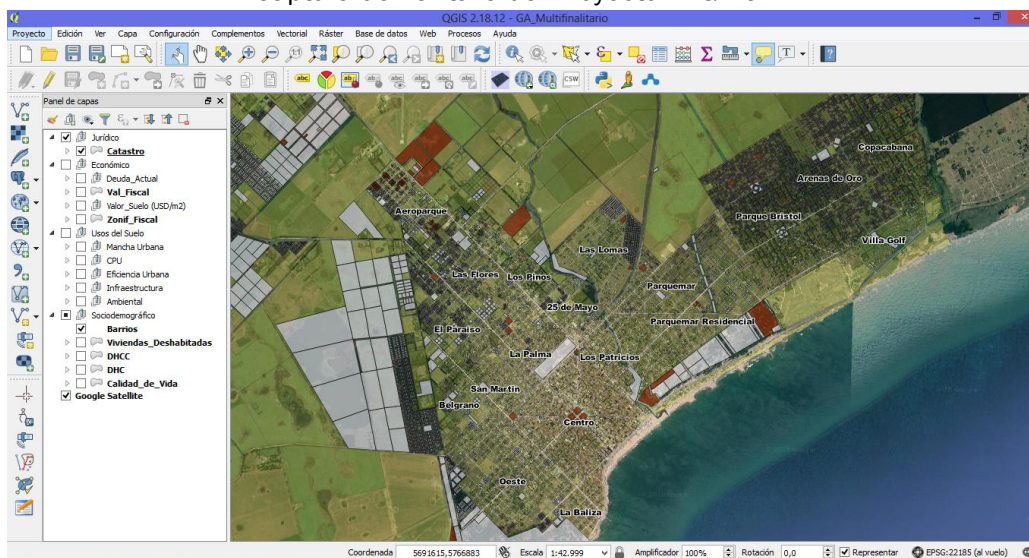 QGIS 2.18.12 - GA_Multifinalitario
Proyecto Edición Ver Capa Configuración Complementos Vectorial Ráster Base de datos Web Procesos Ayuda
Panel de capas
Jurídico
Catastro
Económico
Deuda_Actual
Val_Fiscal
Valor_Suelo (USD/m2)
Zonif_Fiscal
Usos del Suelo
Mancha Urbana
CPU
Eficiencia Urbana
Infraestructura
Ambiental
Sociodemográfico
Barrios
Viviendas_Deshabitadas
DHCC
DHC
Calidad_de_Vida
Google Satellite
Copacabana
Arenas de Oro
Aeroparque
Parque Bristol
Villa Golf
Las Lomas
Las Flores
Los Pinos
Parquemar
25 de Mayo
Parquemar Residencial
El Paraiso
La Palma
Los Patricios
San Martin
Belgrano
Centro
Oeste
La Baliza
Coordenada 5691615,5766883 Escala 1:42.999 Amplificador 100% Rotación 0,0 Representar EPSG:22185 (al vuelo)